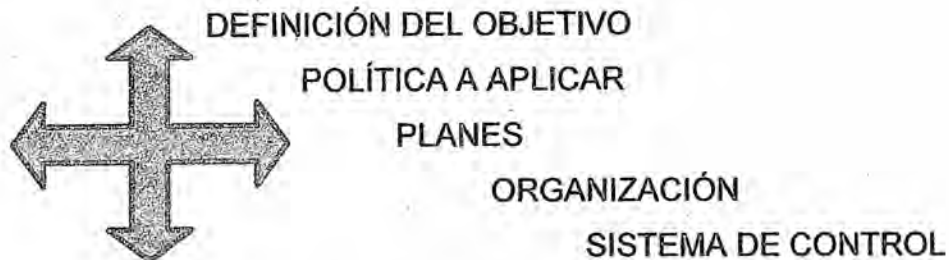 DEFINICIÓN DEL OBJETIVO
POLÍTICA A APLICAR
PLANES
ORGANIZACIÓN
SISTEMA DE CONTROL